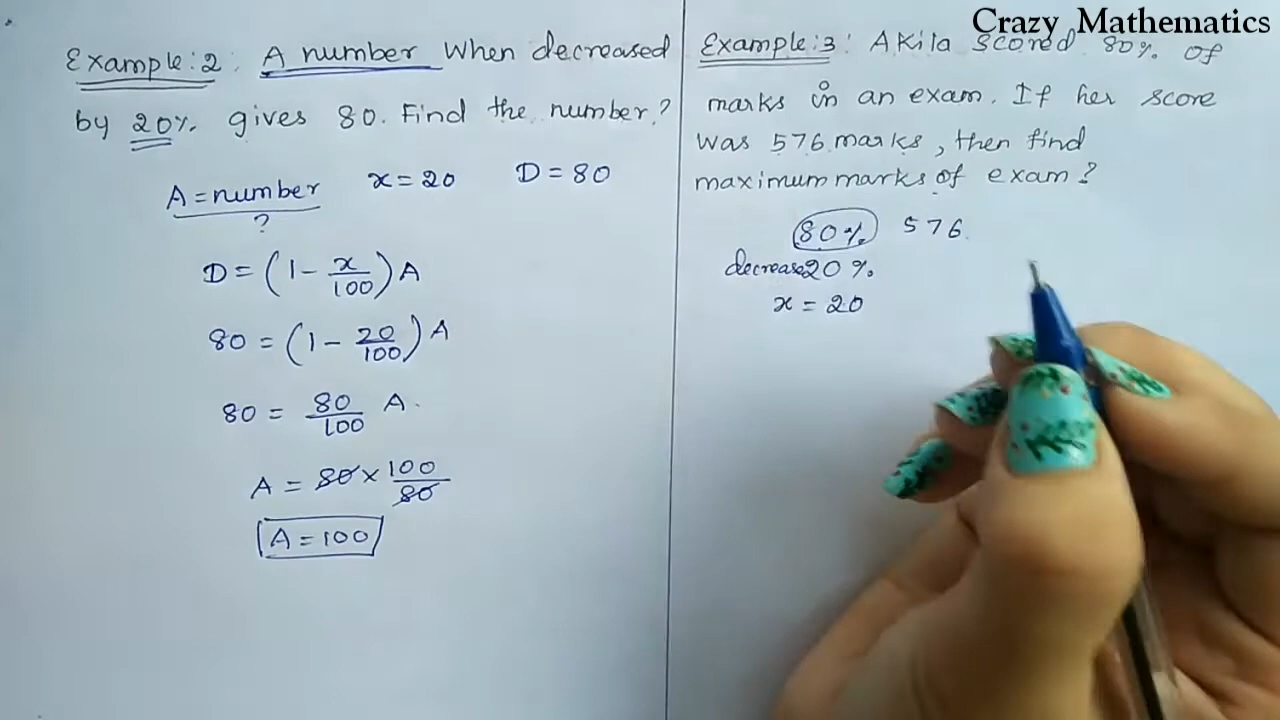 Crazy Mathematics
Example:2: A number when decreased
by 20% gives 80. Find the number?
A = number x = 20 D = 80
?
D = (1 - x/100) A
80 = (1 - 20/100) A
80 = 80/100 A.
A = 80 × 100/80
A = 100
Example:3: Akila scored 80% of
marks in an exam. If her score
was 576 marks, then find
maximum marks of exam?
80% 576
decrease 20%
x = 20